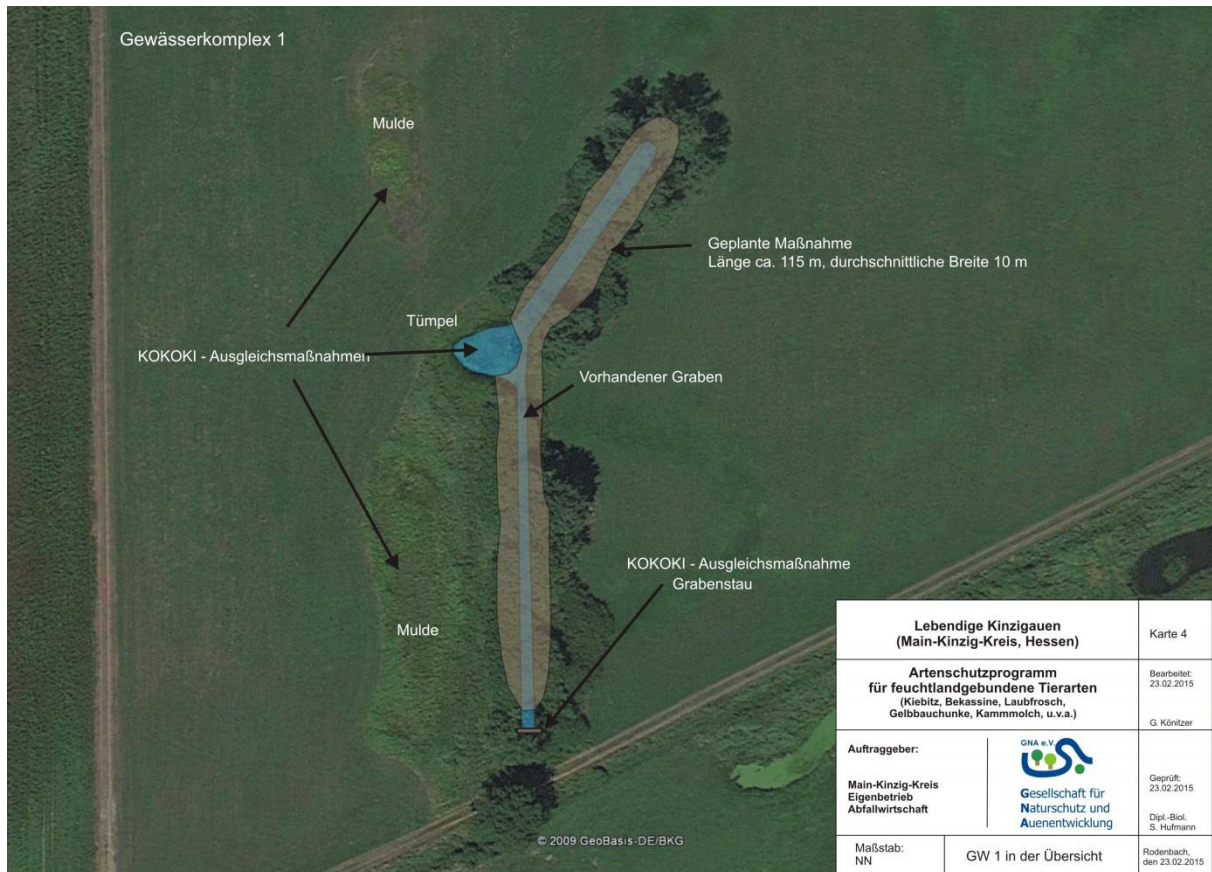 Gewässerkomplex 1
Mulde
Geplante Maßnahme
Länge ca. 115 m, durchschnittliche Breite 10 m
Tümpel
KOKOKI - Ausgleichsmaßnahmen
Vorhandener Graben
KOKOKI - Ausgleichsmaßnahme
Grabenstau
Mulde
© 2009 GeoBasis-DE/BKG
Lebendige Kinzigauen
(Main-Kinzig-Kreis, Hessen)
Karte 4
Artenschutzprogramm
für feuchtlandgebundene Tierarten
(Kiebitz, Bekassine, Laubfrosch,
Gelbbauchunke, Kammmolch, u.v.a.)
Bearbeitet:
23.02.2015
G. Könitzer
Auftraggeber:
Main-Kinzig-Kreis
Eigenbetrieb
Abfallwirtschaft
GNA e.V.
Gesellschaft für
Naturschutz und
Auenentwicklung
Geprüft:
23.02.2015
Dipl.-Biol.
S. Hufmann
Maßstab:
NN
GW 1 in der Übersicht
Rodenbach,
den 23.02.2015